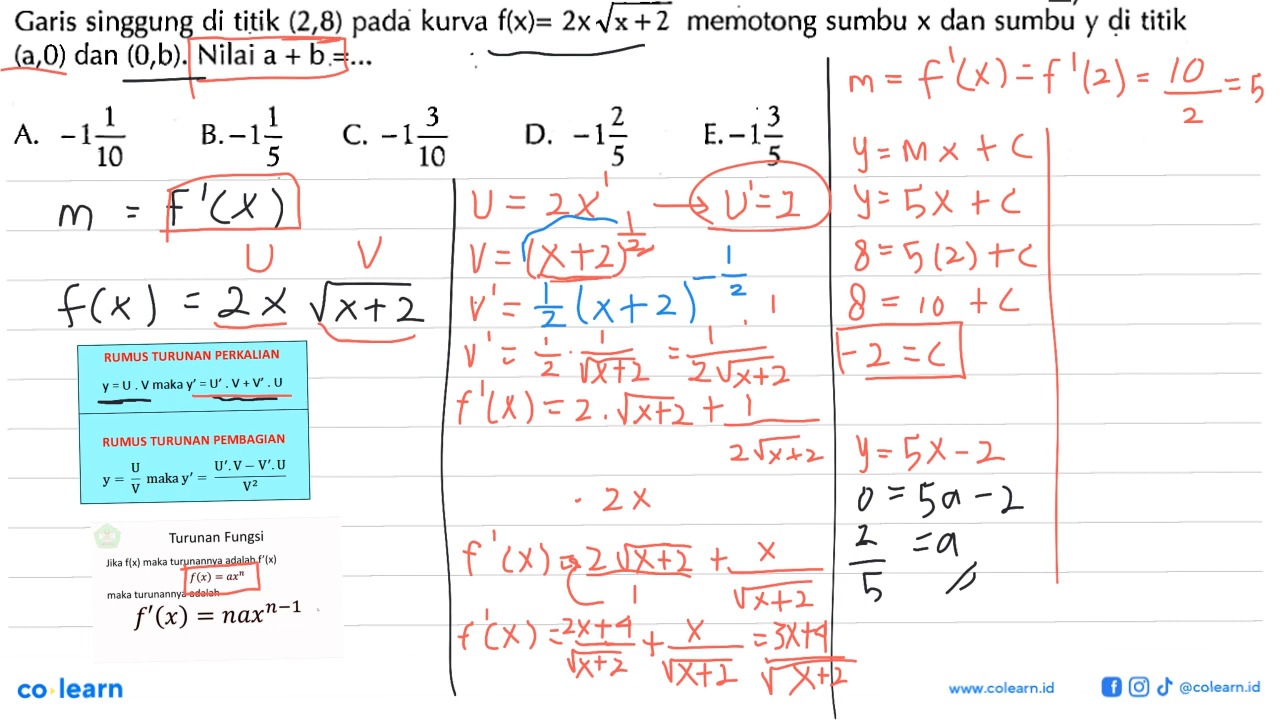 Garis singgung di titik (2,8) pada kurva f(x)= 2x√x+2 memotong sumbu x dan sumbu y di titik
(a,0) dan (0,b). Nilai a + b =...
A. -1 1/10 B. -1 1/5 C. -1 3/10 D. -1 2/5 E. -1 3/5
m = f'(x)
U V
f(x) = 2x √x+2
RUMUS TURUNAN PERKALIAN
y = U . V maka y' = U' . V + V' . U
RUMUS TURUNAN PEMBAGIAN
y = U/V maka y' = U'. V - V'. U / V²
Turunan Fungsi
Jika f(x) maka turunannya adalah f'(x)
f(x) = axⁿ
maka turunannya adalah
f'(x) = naxⁿ⁻¹
U = 2x¹ → U' = 2
V = (x+2)^1/2
V' = 1/2 (x+2)^-1/2
V' = 1/2 . 1/√x+2 = 1/2√x+2
f'(x) = 2 . √x+2 + 1/2√x+2
. 2x
f'(x) = 2√x+2/1 + x/√x+2
f'(x) = 2x+4/√x+2 + x/√x+2 = 3x+4/√x+2
m = f'(x) = f'(2) = 10/2 = 5
y = mx + c
y = 5x + c
8 = 5(2) + c
8 = 10 + c
-2 = c
y = 5x - 2
0 = 5a - 2
2/5 = a
co learn
www.colearn.id @colearn.id